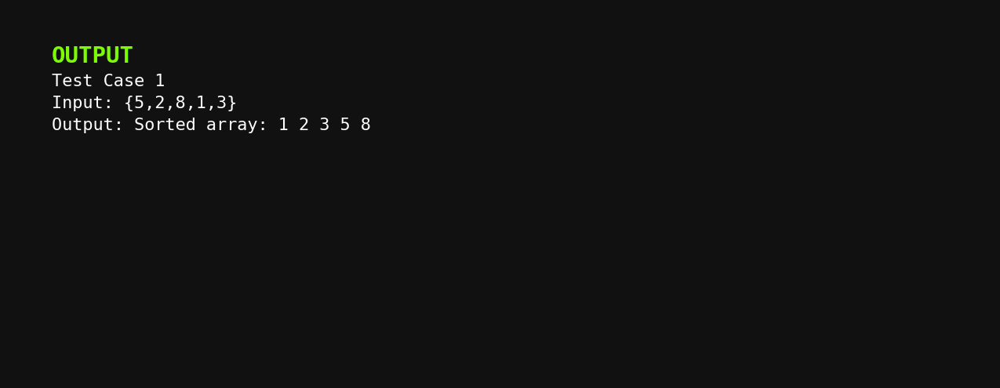 OUTPUT
Test Case 1
Input: {5,2,8,1,3}
Output: Sorted array: 1 2 3 5 8